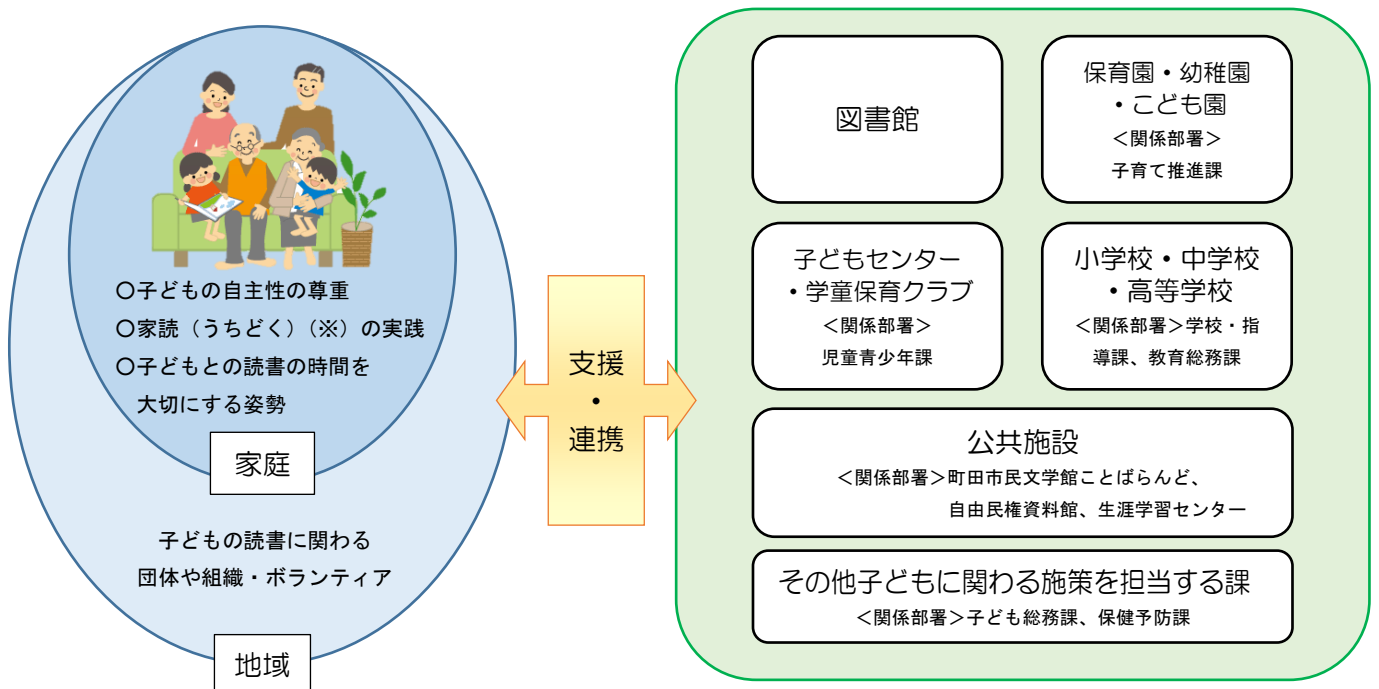 〇子どもの自主性の尊重
〇家読（うちどく）（※）の実践
〇子どもとの読書の時間を
大切にする姿勢
家庭
子どもの読書に関わる
団体や組織・ボランティア
地域
支援
・
連携
図書館
保育園・幼稚園
・こども園
＜関係部署＞
子育て推進課
子どもセンター
・学童保育クラブ
＜関係部署＞
児童青少年課
小学校・中学校
・高等学校
＜関係部署＞学校・指
導課、教育総務課
公共施設
＜関係部署＞町田市民文学館ことばらんど、
自由民権資料館、生涯学習センター
その他子どもに関わる施策を担当する課
＜関係部署＞子ども総務課、保健予防課